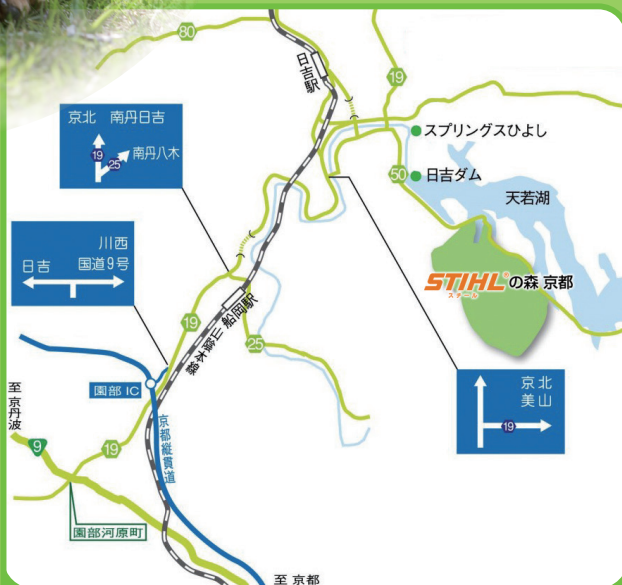 80
日吉駅
19
スプリングスひよし
京北 南丹日吉
19
25
南丹八木
50
日吉ダム
天若湖
川西
日吉 国道9号
STIHL®の森 京都
スチール
船岡駅
山陰本線
19
25
園部IC
京北
美山
19
至 京丹波
京都縦貫道
9
19
園部河原町
至 京都